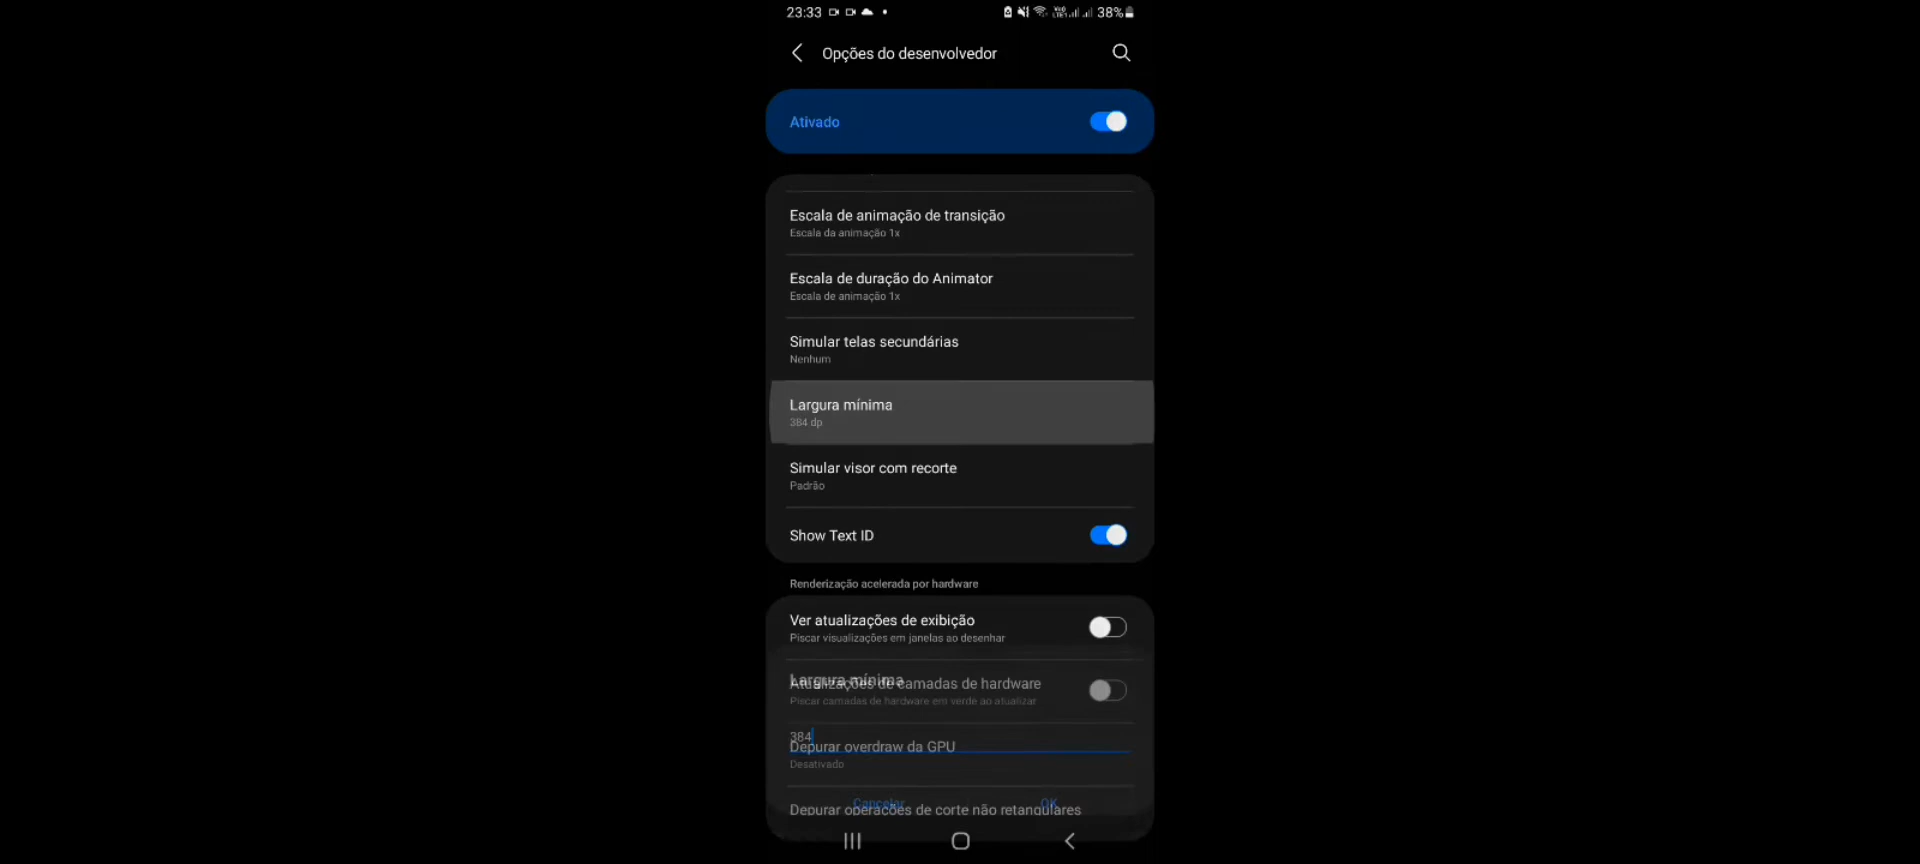 23:33 38%
Opções do desenvolvedor
Ativado
Escala de animação de transição
Escala da animação 1x
Escala de duração do Animator
Escala de animação 1x
Simular telas secundárias
Nenhum
Largura mínima
384 dp
Simular visor com recorte
Padrão
Show Text ID
Renderização acelerada por hardware
Ver atualizações de exibição
Piscar visualizações em janelas ao desenhar
Largura mínima
Atualizações de camadas de hardware
Piscar camadas de hardware em verde ao atualizar
384
Depurar overdraw da GPU
Desativado
Cancelar OK
Depurar operações de corte não retangulares